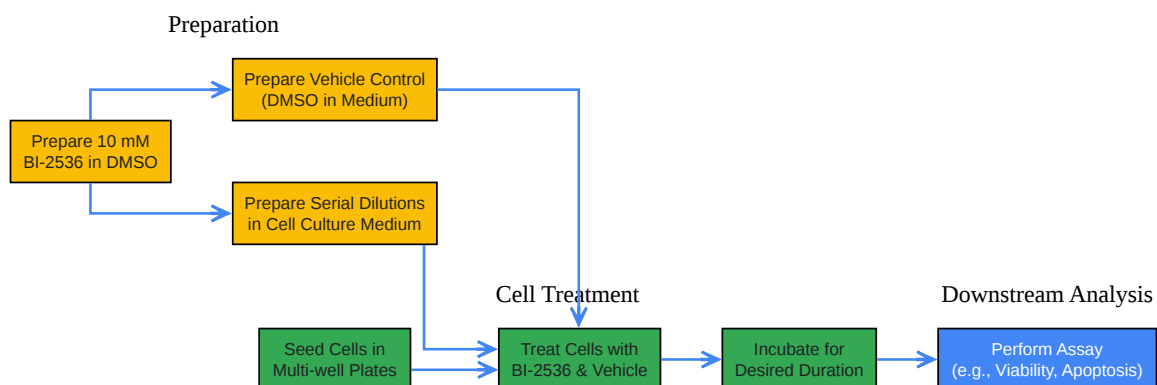 Preparation
Prepare Vehicle Control
(DMSO in Medium)
Prepare 10 mM
BI-2536 in DMSO
Prepare Serial Dilutions
in Cell Culture Medium
Cell Treatment
Downstream Analysis
Seed Cells in
Multi-well Plates
Treat Cells with
BI-2536 & Vehicle
Incubate for
Desired Duration
Perform Assay
(e.g., Viability, Apoptosis)